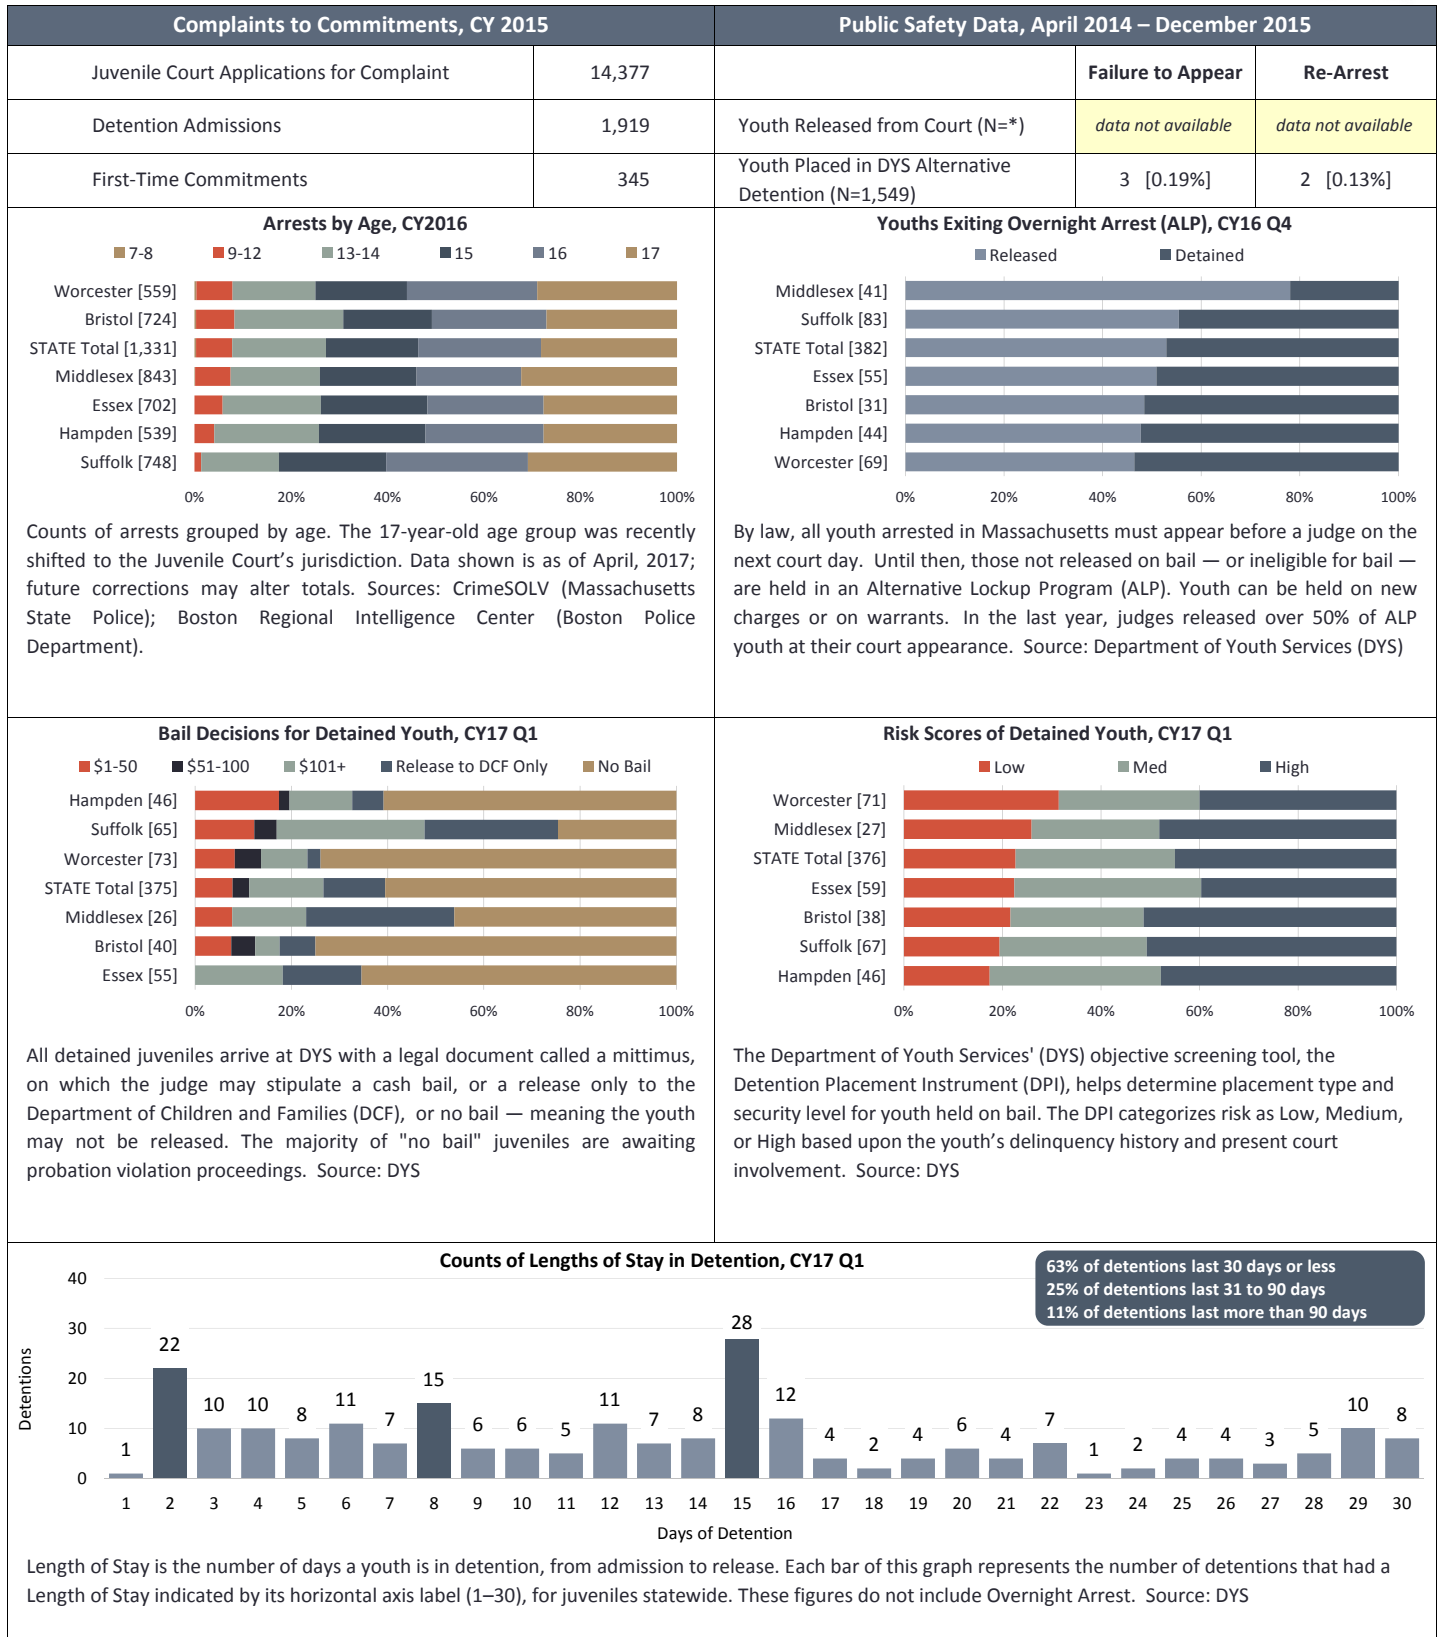 Complaints to Commitments, CY 2015
Juvenile Court Applications for Complaint 14,377
Detention Admissions 1,919
First-Time Commitments 345
Public Safety Data, April 2014 – December 2015
Failure to Appear Re-Arrest
Youth Released from Court (N=*) data not available data not available
Youth Placed in DYS Alternative
Detention (N=1,549) 3 [0.19%] 2 [0.13%]
Arrests by Age, CY2016
7-8 9-12 13-14 15 16 17
Worcester [559]
Bristol [724]
STATE Total [1,331]
Middlesex [843]
Essex [702]
Hampden [539]
Suffolk [748]
0% 20% 40% 60% 80% 100%
Counts of arrests grouped by age. The 17-year-old age group was recently
shifted to the Juvenile Court's jurisdiction. Data shown is as of April, 2017;
future corrections may alter totals. Sources: CrimeSOLV (Massachusetts
State Police); Boston Regional Intelligence Center (Boston Police
Department).
Youths Exiting Overnight Arrest (ALP), CY16 Q4
Released Detained
Middlesex [41]
Suffolk [83]
STATE Total [382]
Essex [55]
Bristol [31]
Hampden [44]
Worcester [69]
0% 20% 40% 60% 80% 100%
By law, all youth arrested in Massachusetts must appear before a judge on the
next court day. Until then, those not released on bail — or ineligible for bail —
are held in an Alternative Lockup Program (ALP). Youth can be held on new
charges or on warrants. In the last year, judges released over 50% of ALP
youth at their court appearance. Source: Department of Youth Services (DYS)
Bail Decisions for Detained Youth, CY17 Q1
$1-50 $51-100 $101+ Release to DCF Only No Bail
Hampden [46]
Suffolk [65]
Worcester [73]
STATE Total [375]
Middlesex [26]
Bristol [40]
Essex [55]
0% 20% 40% 60% 80% 100%
All detained juveniles arrive at DYS with a legal document called a mittimus,
on which the judge may stipulate a cash bail, or a release only to the
Department of Children and Families (DCF), or no bail — meaning the youth
may not be released. The majority of "no bail" juveniles are awaiting
probation violation proceedings. Source: DYS
Risk Scores of Detained Youth, CY17 Q1
Low Med High
Worcester [71]
Middlesex [27]
STATE Total [376]
Essex [59]
Bristol [38]
Suffolk [67]
Hampden [46]
0% 20% 40% 60% 80% 100%
The Department of Youth Services' (DYS) objective screening tool, the
Detention Placement Instrument (DPI), helps determine placement type and
security level for youth held on bail. The DPI categorizes risk as Low, Medium,
or High based upon the youth's delinquency history and present court
involvement. Source: DYS
Counts of Lengths of Stay in Detention, CY17 Q1
63% of detentions last 30 days or less
25% of detentions last 31 to 90 days
11% of detentions last more than 90 days
Detentions
40
30
20
10
0
1 22 10 10 8 11 7 15 6 6 5 11 7 8 28 12 4 2 4 6 4 7 1 2 4 4 3 5 10 8
1 2 3 4 5 6 7 8 9 10 11 12 13 14 15 16 17 18 19 20 21 22 23 24 25 26 27 28 29 30
Days of Detention
Length of Stay is the number of days a youth is in detention, from admission to release. Each bar of this graph represents the number of detentions that had a
Length of Stay indicated by its horizontal axis label (1–30), for juveniles statewide. These figures do not include Overnight Arrest. Source: DYS